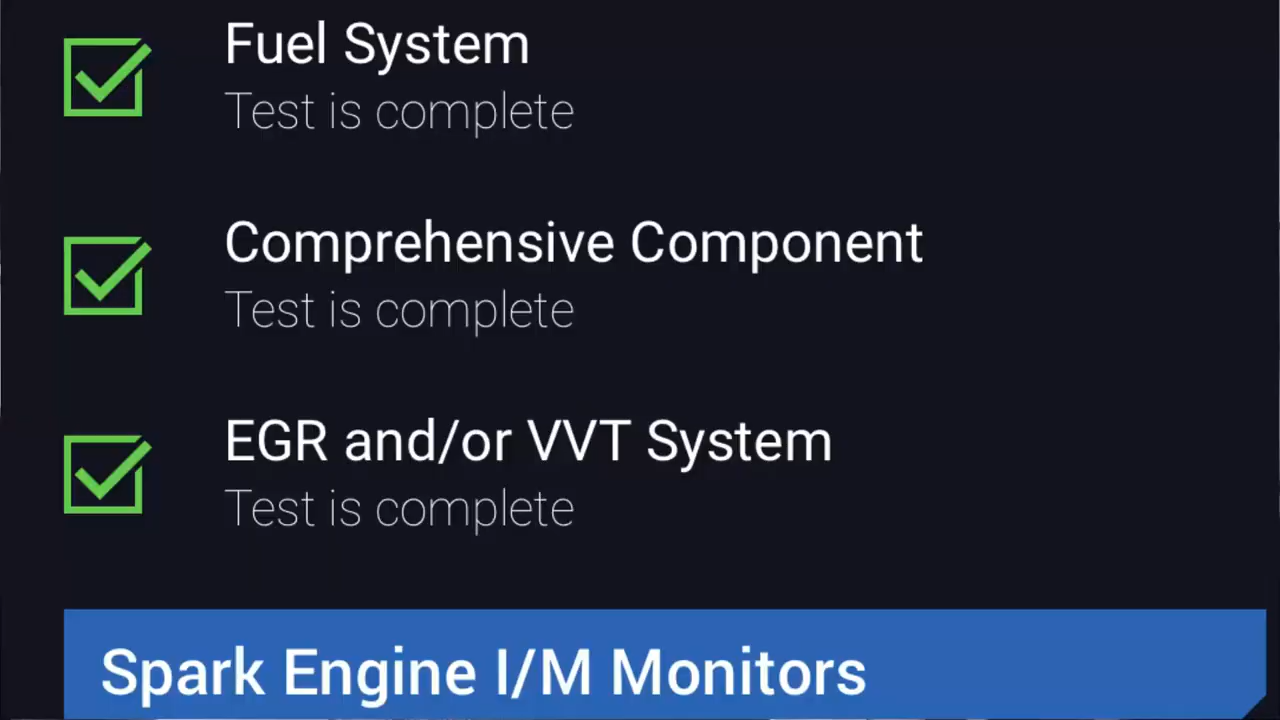 Fuel System
Test is complete
Comprehensive Component
Test is complete
EGR and/or VVT System
Test is complete
Spark Engine I/M Monitors